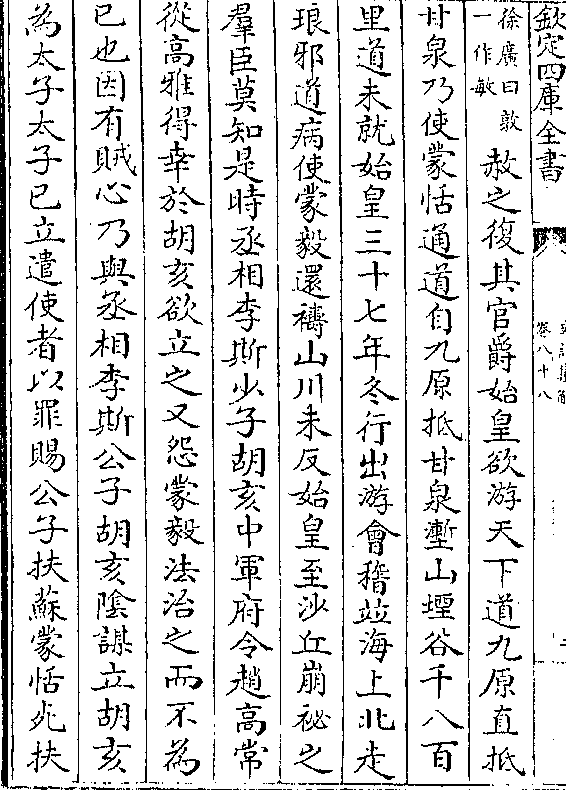 欽定四庫全書
卷八十八
徐廣曰敦
一作敏
赦之復其官爵始皇欲游天下道九原直抵
甘泉乃使蒙恬通道自九原抵甘泉塹山堙谷千八百
里道未就始皇三十七年冬行出游會稽竝海上北走
琅邪道病使蒙毅還禱山川未反始皇至沙丘崩祕之
羣臣莫知是時丞相李斯少子胡亥中軍府令趙高常
從高雅得幸於胡亥欲立之又怨蒙毅法治之而不為
已也因有賊心乃與丞相李斯公子胡亥陰謀立胡亥
為太子太子已立遣使者以罪賜公子扶蘇蒙恬死扶